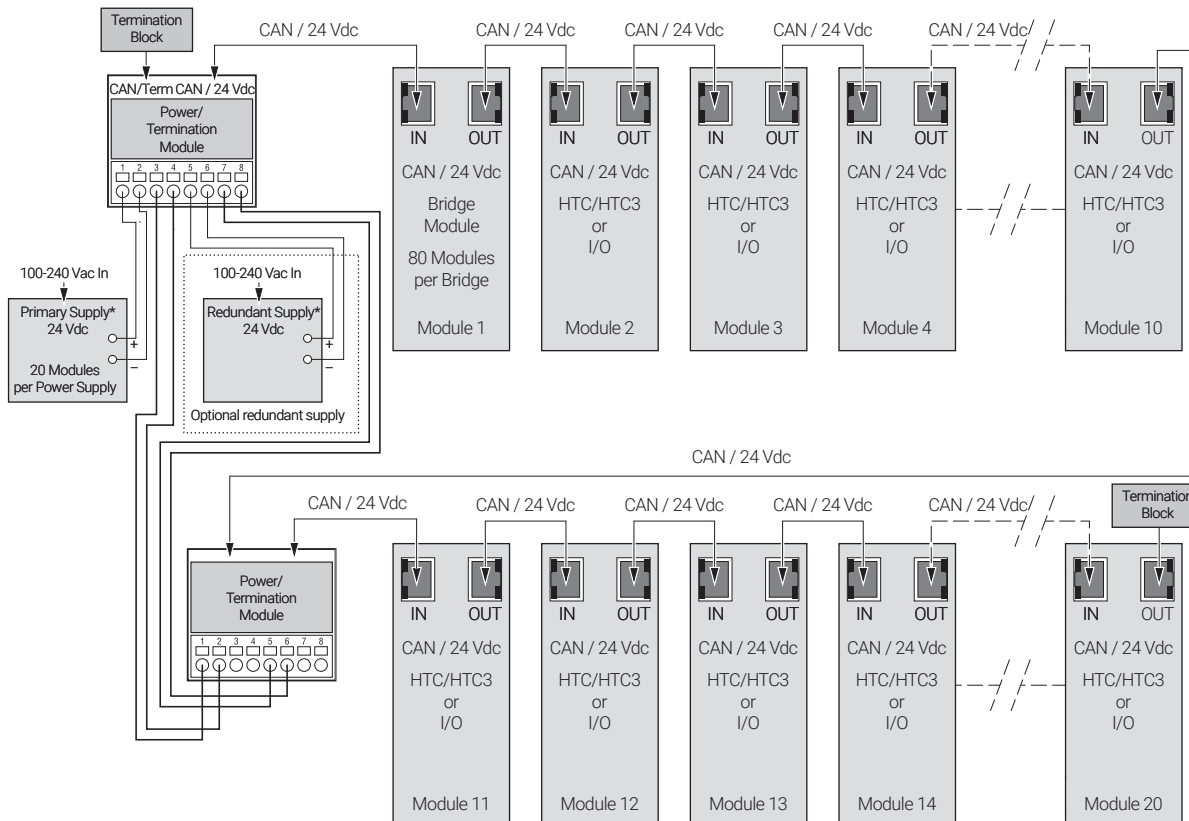 Termination
Block
CAN / 24 Vdc
CAN / 24 Vdc
CAN / 24 Vdc
CAN / 24 Vdc
CAN / 24 Vdc
CAN/Term CAN / 24 Vdc
Power/
Termination
Module
1 2 3 4 5 6 7 8
IN OUT
CAN / 24 Vdc
Bridge
Module
80 Modules
per Bridge
Module 1
IN OUT
CAN / 24 Vdc
HTC/HTC3
or
I/O
Module 2
IN OUT
CAN / 24 Vdc
HTC/HTC3
or
I/O
Module 3
IN OUT
CAN / 24 Vdc
HTC/HTC3
or
I/O
Module 4
IN OUT
CAN / 24 Vdc
HTC/HTC3
or
I/O
Module 10
100-240 Vac In
Primary Supply*
24 Vdc
+
–
20 Modules
per Power Supply
100-240 Vac In
Redundant Supply*
24 Vdc
+
–
Optional redundant supply
CAN / 24 Vdc
CAN / 24 Vdc
CAN / 24 Vdc
CAN / 24 Vdc
CAN / 24 Vdc
CAN / 24 Vdc
Termination
Block
Power/
Termination
Module
1 2 3 4 5 6 7 8
IN OUT
CAN / 24 Vdc
HTC/HTC3
or
I/O
Module 11
IN OUT
CAN / 24 Vdc
HTC/HTC3
or
I/O
Module 12
IN OUT
CAN / 24 Vdc
HTC/HTC3
or
I/O
Module 13
IN OUT
CAN / 24 Vdc
HTC/HTC3
or
I/O
Module 14
IN OUT
CAN / 24 Vdc
HTC/HTC3
or
I/O
Module 20